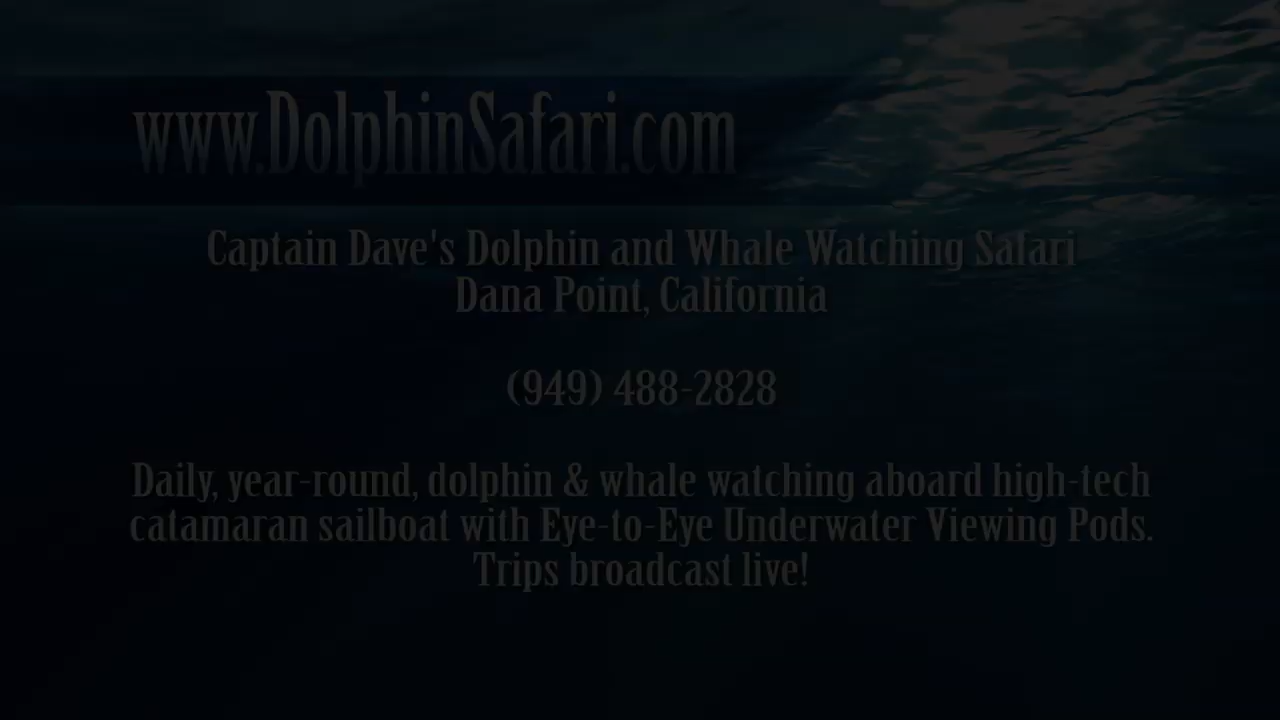 www.DolphinSafari.com
Captain Dave's Dolphin and Whale Watching Safari
Dana Point, California
(949) 488-2828
Daily, year-round, dolphin & whale watching aboard high-tech
catamaran sailboat with Eye-to-Eye Underwater Viewing Pods.
Trips broadcast live!